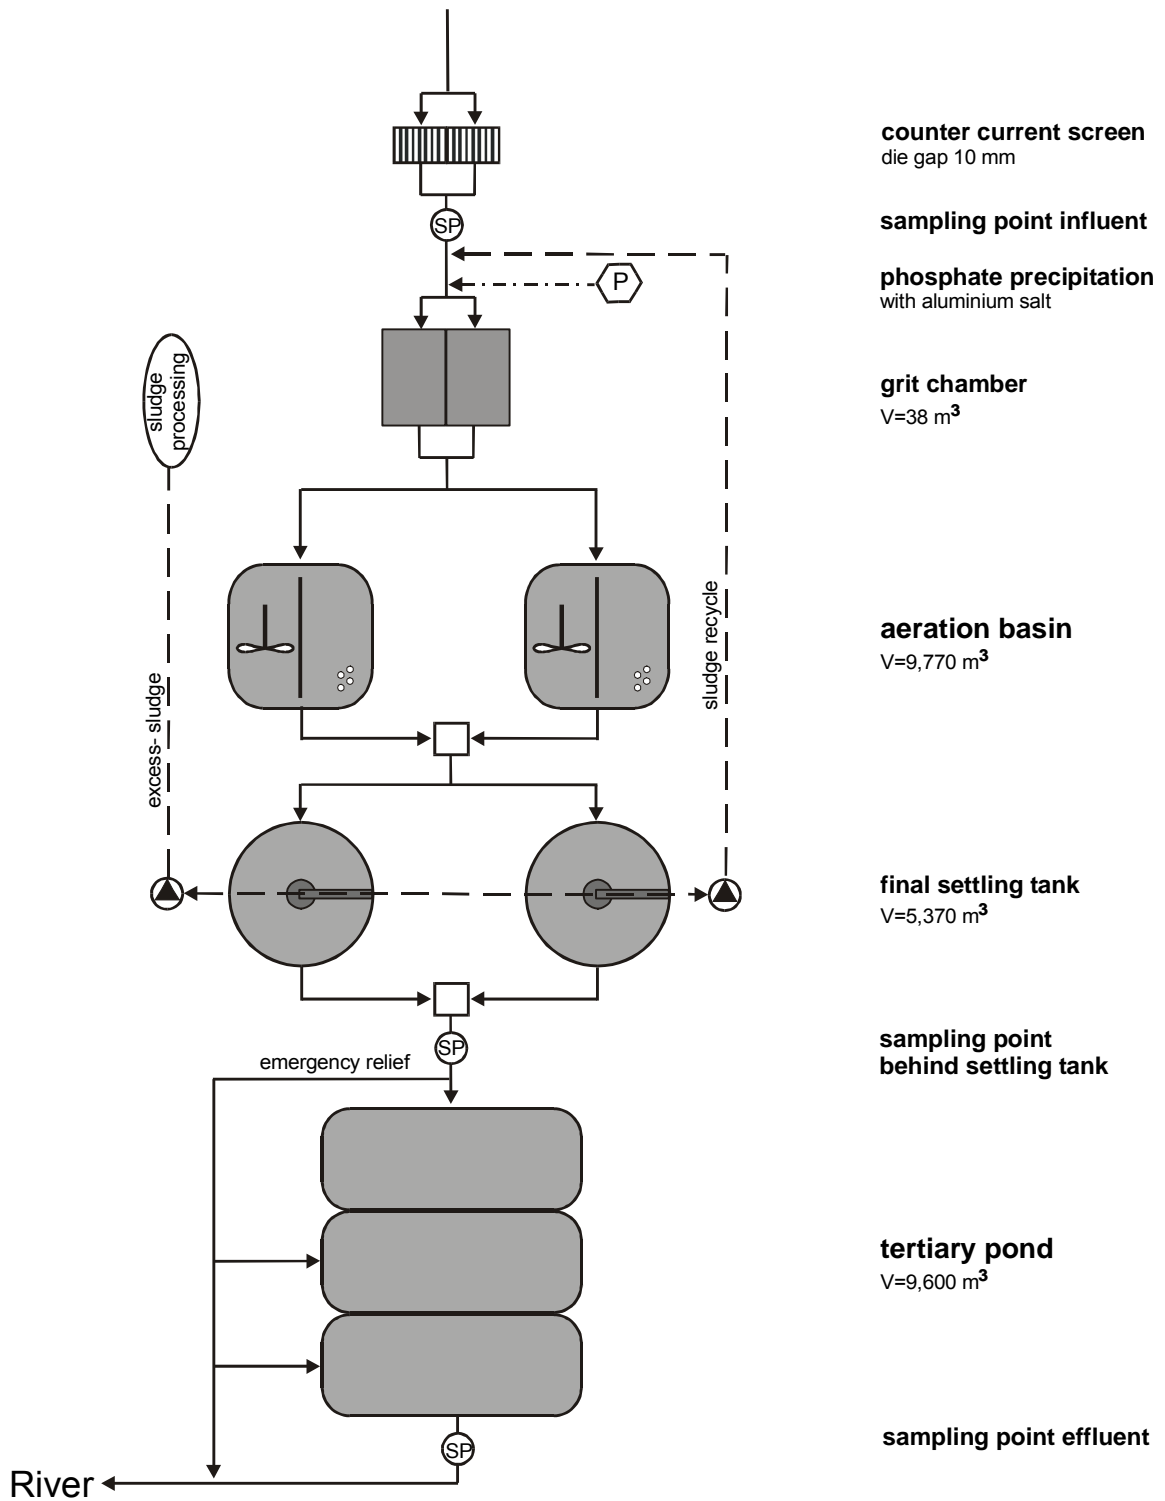 counter current screen
die gap 10 mm
SP
sampling point influent
P
phosphate precipitation
with aluminium salt
sludge
processing
grit chamber
V=38 m³
sludge recycle
aeration basin
V=9,770 m³
excess- sludge
final settling tank
V=5,370 m³
SP
sampling point
behind settling tank
emergency relief
tertiary pond
V=9,600 m³
SP
sampling point effluent
River